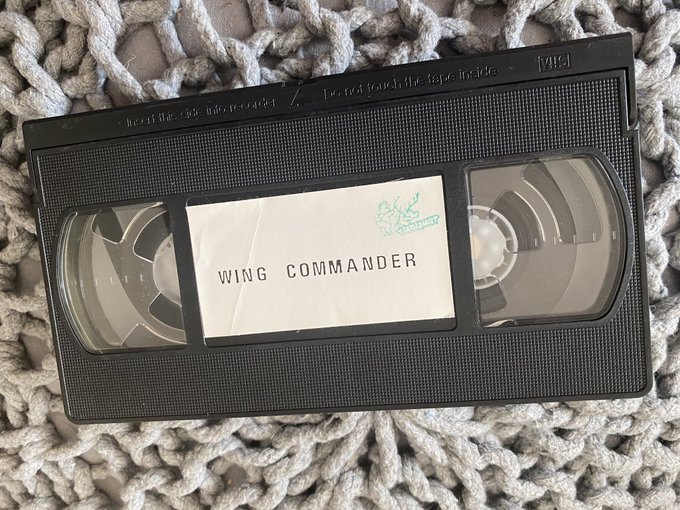 Insert this side into recorder
Do not touch the tape inside
VHS
WING COMMANDER